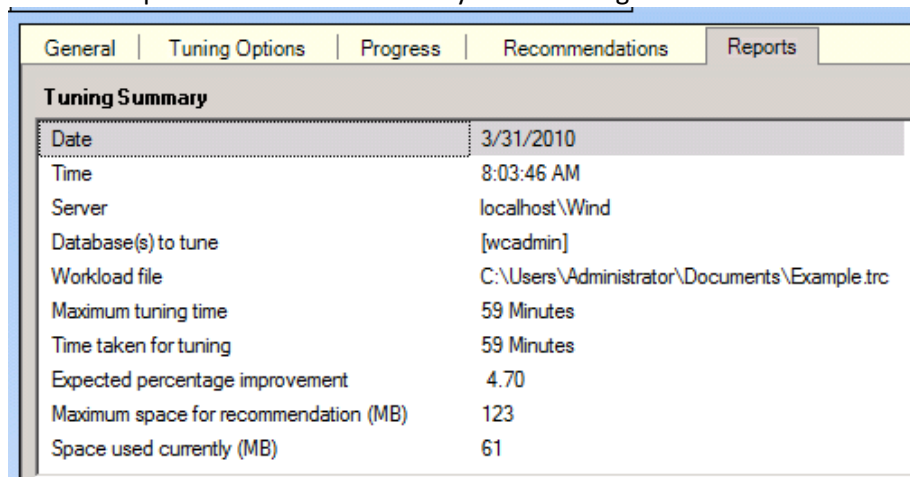 General | Tuning Options | Progress | Recommendations Reports
Tuning Summary
Date 3/31/2010
Time 8:03:46 AM
Server localhost\Wind
Database(s) to tune [wcadmin]
Workload file C:\Users\Administrator\Documents\Example.trc
Maximum tuning time 59 Minutes
Time taken for tuning 59 Minutes
Expected percentage improvement 4.70
Maximum space for recommendation (MB) 123
Space used currently (MB) 61